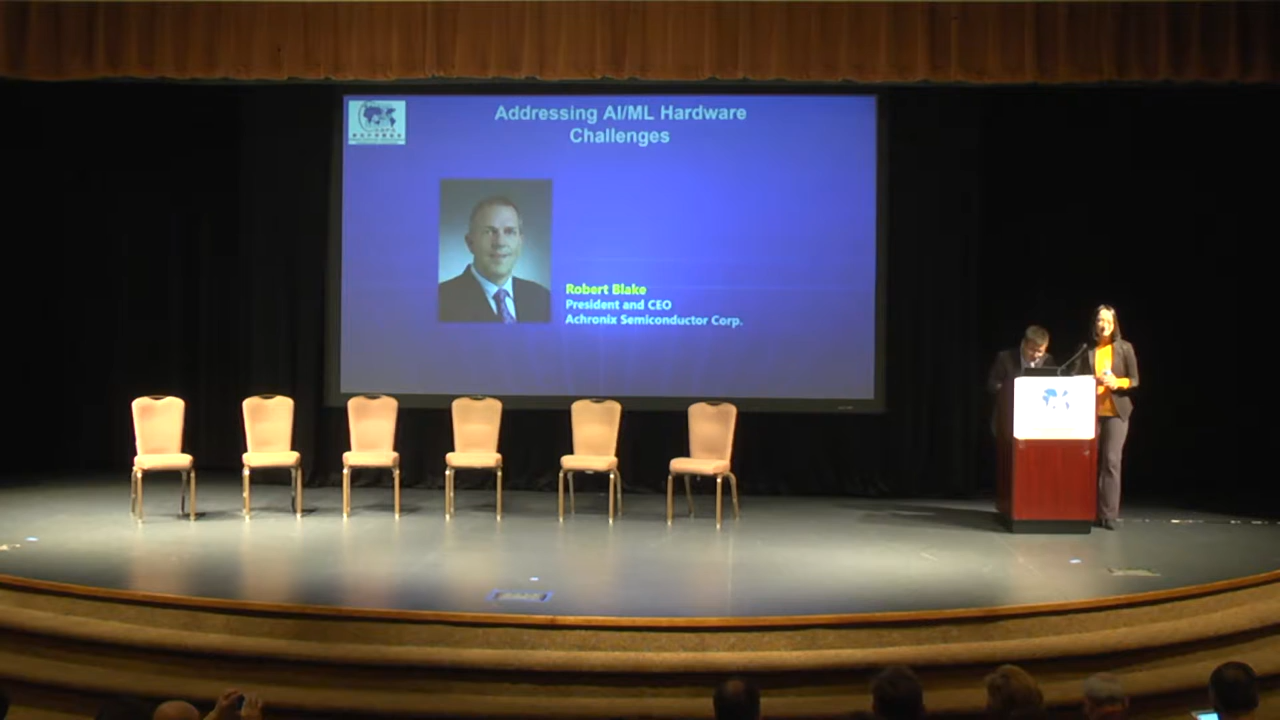 Addressing AI/ML Hardware
Challenges
Robert Blake
President and CEO
Achronix Semiconductor Corp.